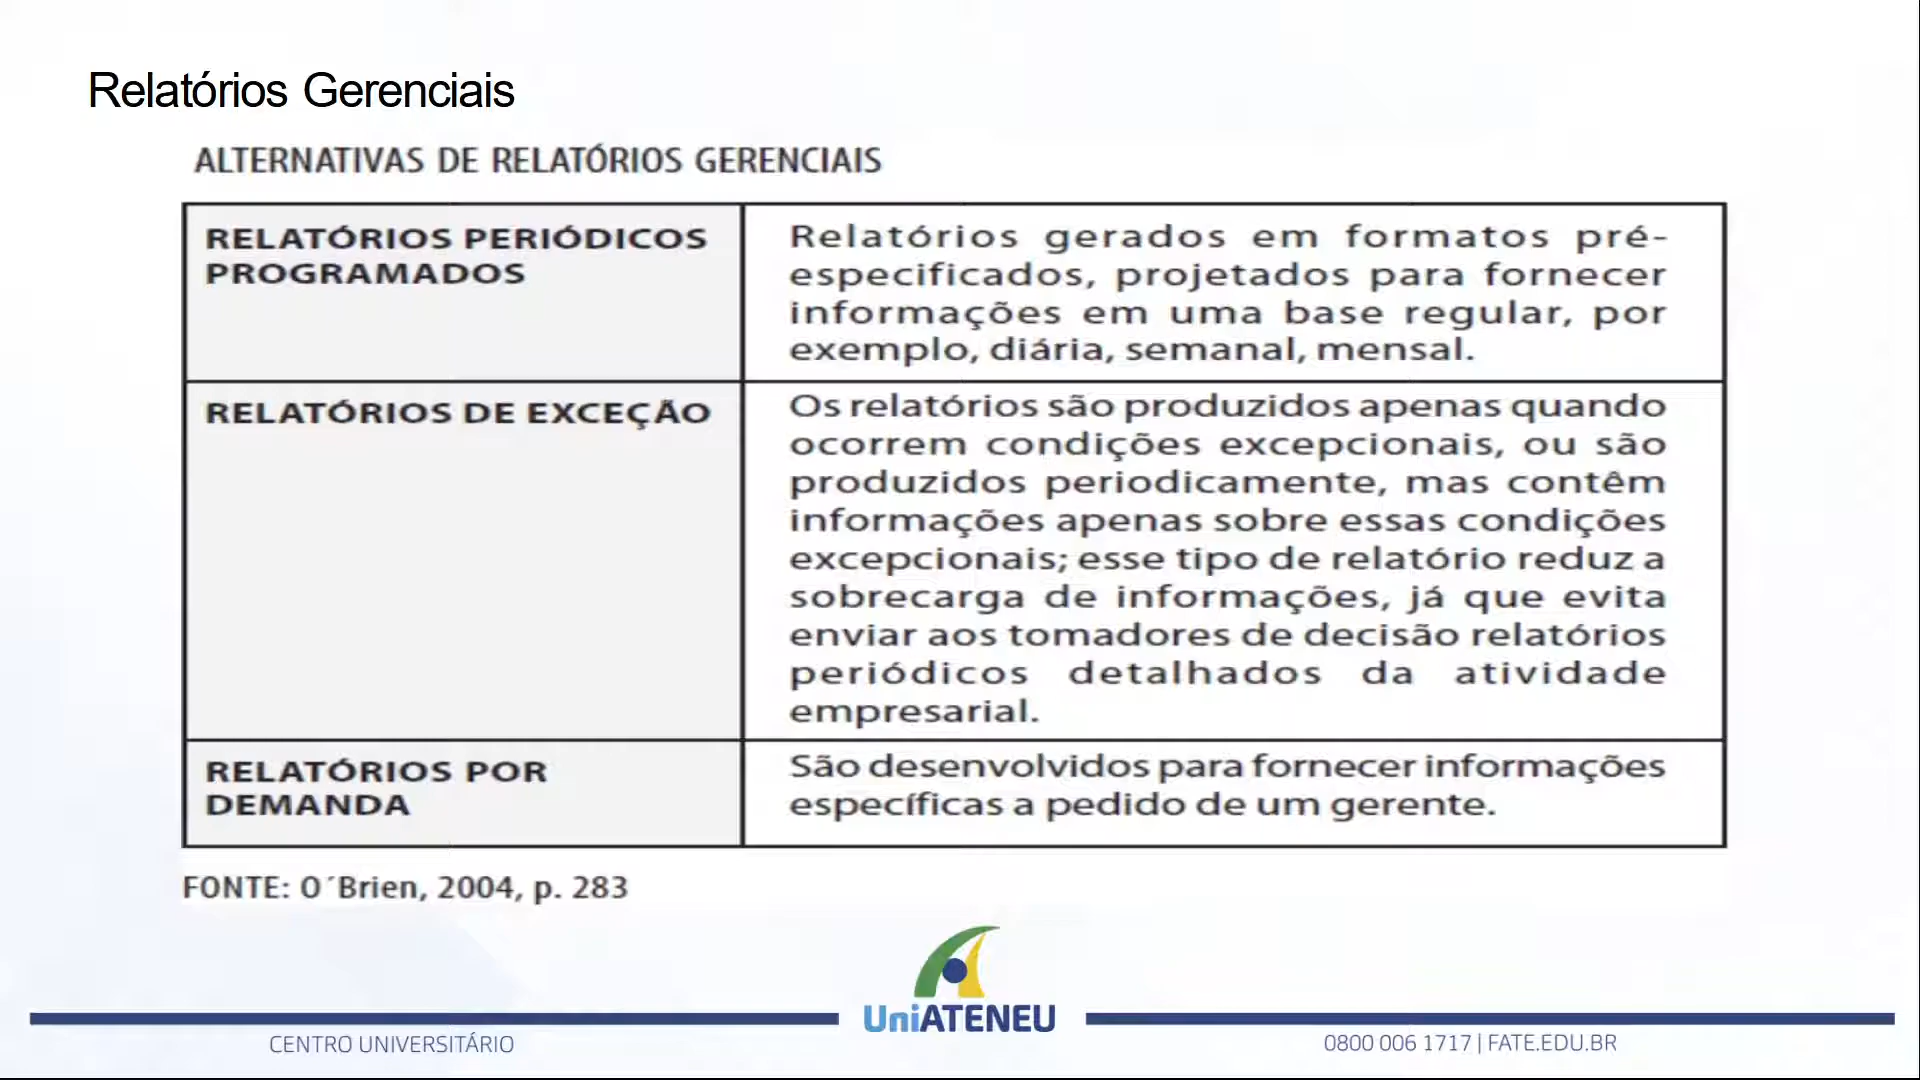 Relatórios Gerenciais
ALTERNATIVAS DE RELATÓRIOS GERENCIAIS
RELATÓRIOS PERIÓDICOS
PROGRAMADOS
Relatórios gerados em formatos pré-
especificados, projetados para fornecer
informações em uma base regular, por
exemplo, diária, semanal, mensal.
RELATÓRIOS DE EXCEÇÃO
Os relatórios são produzidos apenas quando
ocorrem condições excepcionais, ou são
produzidos periodicamente, mas contêm
informações apenas sobre essas condições
excepcionais; esse tipo de relatório reduz a
sobrecarga de informações, já que evita
enviar aos tomadores de decisão relatórios
periódicos detalhados da atividade
empresarial.
RELATÓRIOS POR
DEMANDA
São desenvolvidos para fornecer informações
específicas a pedido de um gerente.
FONTE: O´Brien, 2004, p. 283
UniATENEU
CENTRO UNIVERSITÁRIO
0800 006 1717 | FATE.EDU.BR